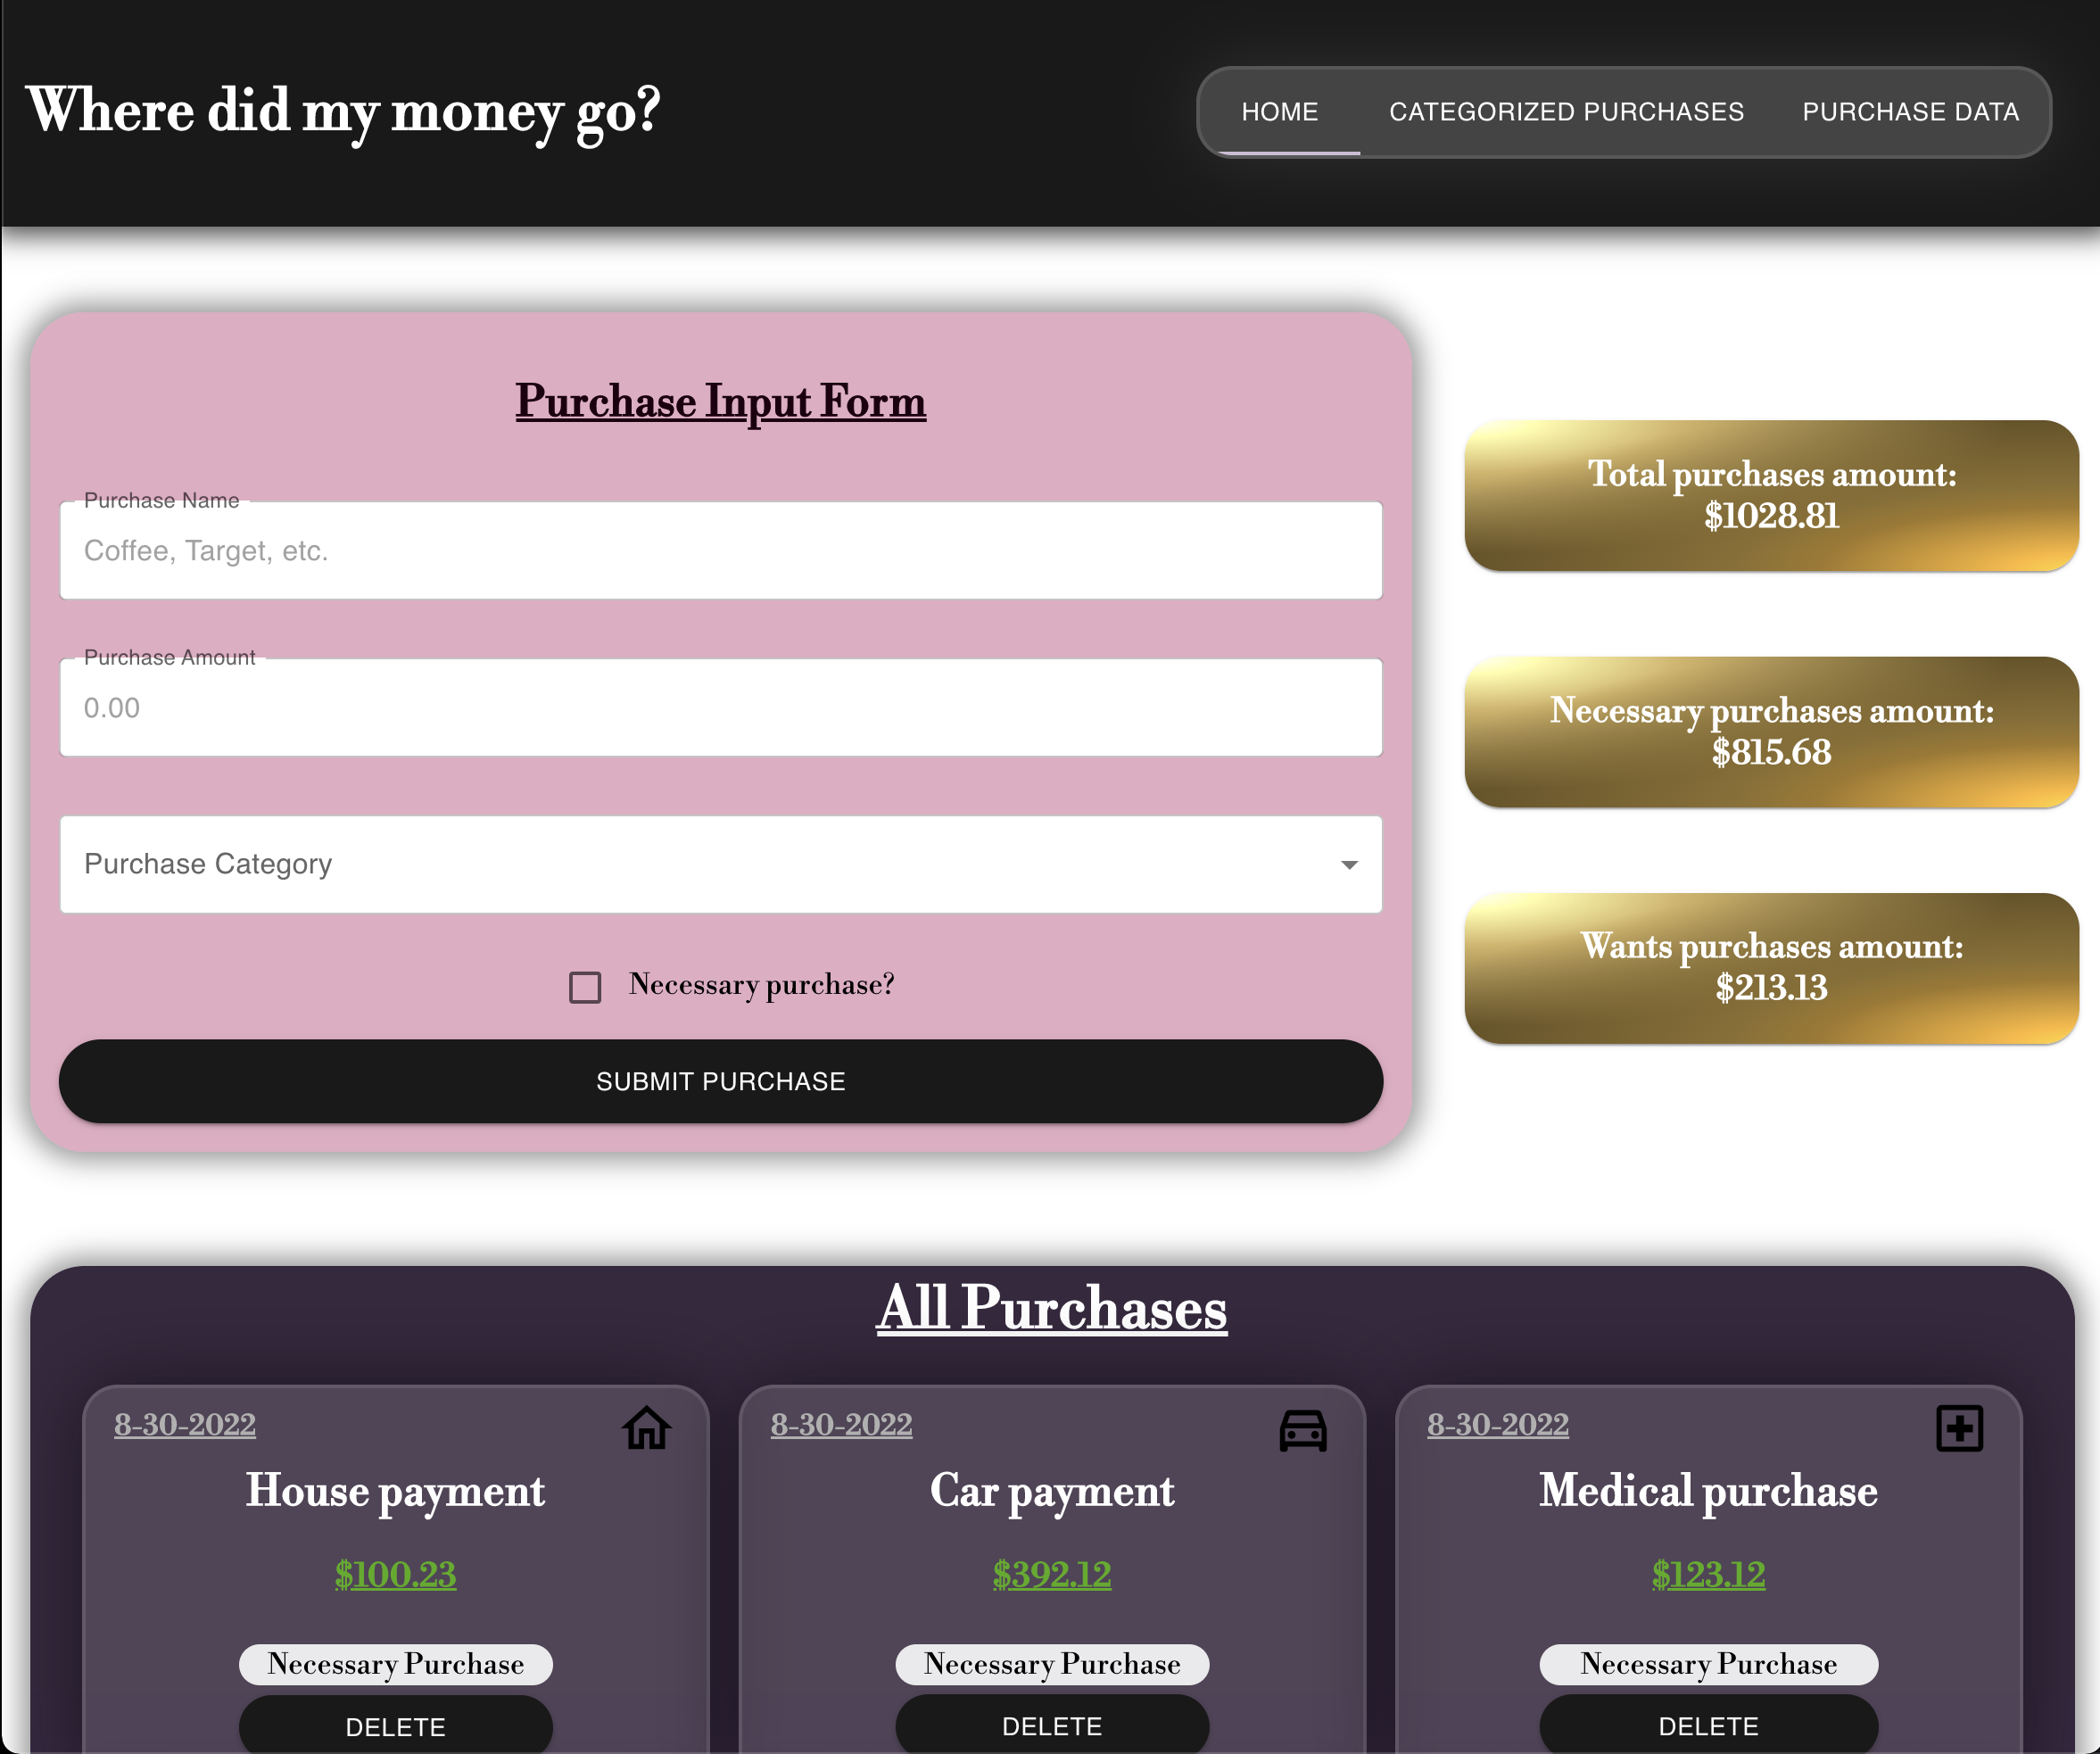 Where did my money go?
HOME
CATEGORIZED PURCHASES
PURCHASE DATA
Purchase Input Form
Purchase Name
Coffee, Target, etc.
Purchase Amount
0.00
Purchase Category
Necessary purchase?
SUBMIT PURCHASE
Total purchases amount:
$1028.81
Necessary purchases amount:
$815.68
Wants purchases amount:
$213.13
All Purchases
8-30-2022
House payment
$100.23
Necessary Purchase
DELETE
8-30-2022
Car payment
$392.12
Necessary Purchase
DELETE
8-30-2022
Medical purchase
$123.12
Necessary Purchase
DELETE